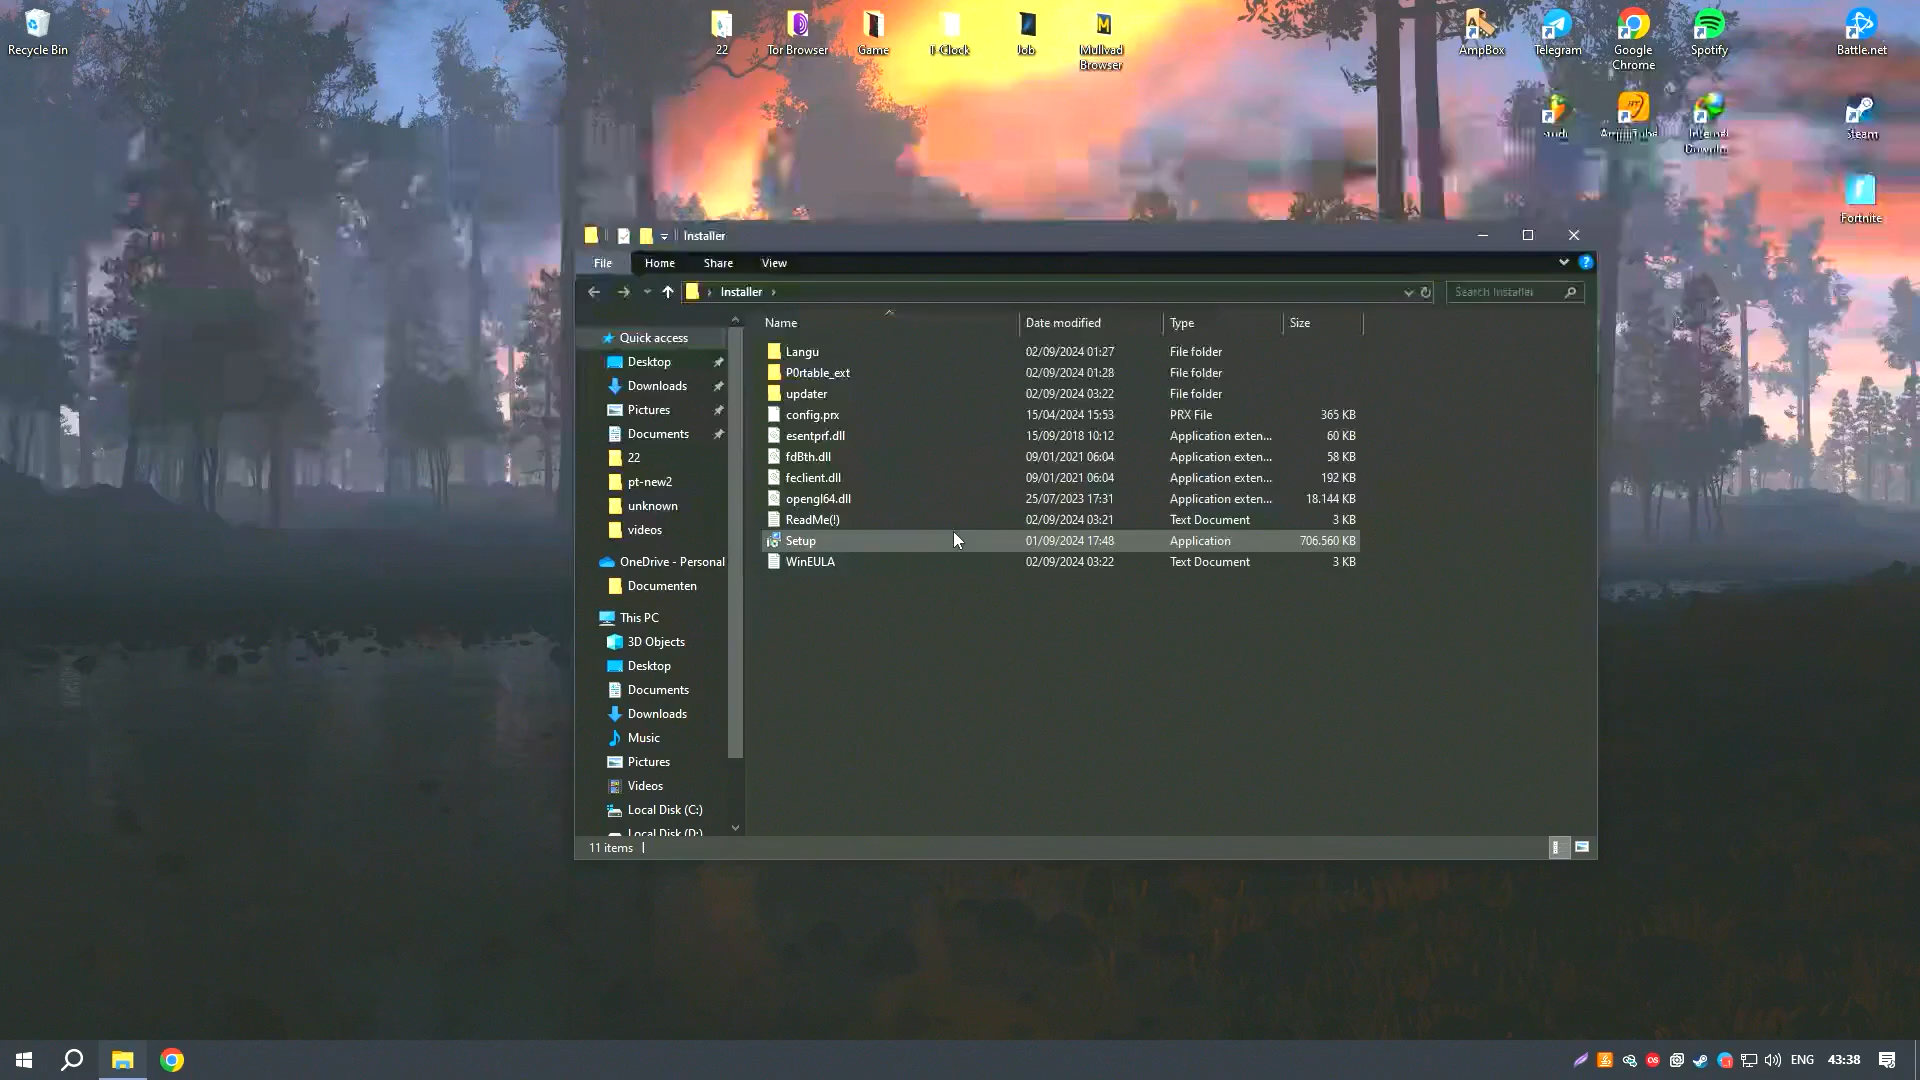 Recycle Bin
22
Tor Browser
Game
T-Clock
Job
Mullvad
Browser
AmpBox
Telegram
Google
Chrome
Spotify
Battle.net
Steam
Fortnite
Installer
File
Home
Share
View
Installer
Search Installer
Name
Date modified
Type
Size
Quick access
Desktop
Downloads
Pictures
Documents
22
pt-new2
unknown
videos
OneDrive - Personal
Documenten
This PC
3D Objects
Desktop
Documents
Downloads
Music
Pictures
Videos
Local Disk (C:)
Local Disk (D:)
Langu 02/09/2024 01:27 File folder
P0rtable_ext 02/09/2024 01:28 File folder
updater 02/09/2024 03:22 File folder
config.prx 15/04/2024 15:53 PRX File 365 KB
esentprf.dll 15/09/2018 10:12 Application exten... 60 KB
fdBth.dll 09/01/2021 06:04 Application exten... 58 KB
feclient.dll 09/01/2021 06:04 Application exten... 192 KB
opengl64.dll 25/07/2023 17:31 Application exten... 18.144 KB
ReadMe(!) 02/09/2024 03:21 Text Document 3 KB
Setup 01/09/2024 17:48 Application 706.560 KB
WinEULA 02/09/2024 03:22 Text Document 3 KB
11 items
ENG
43:38